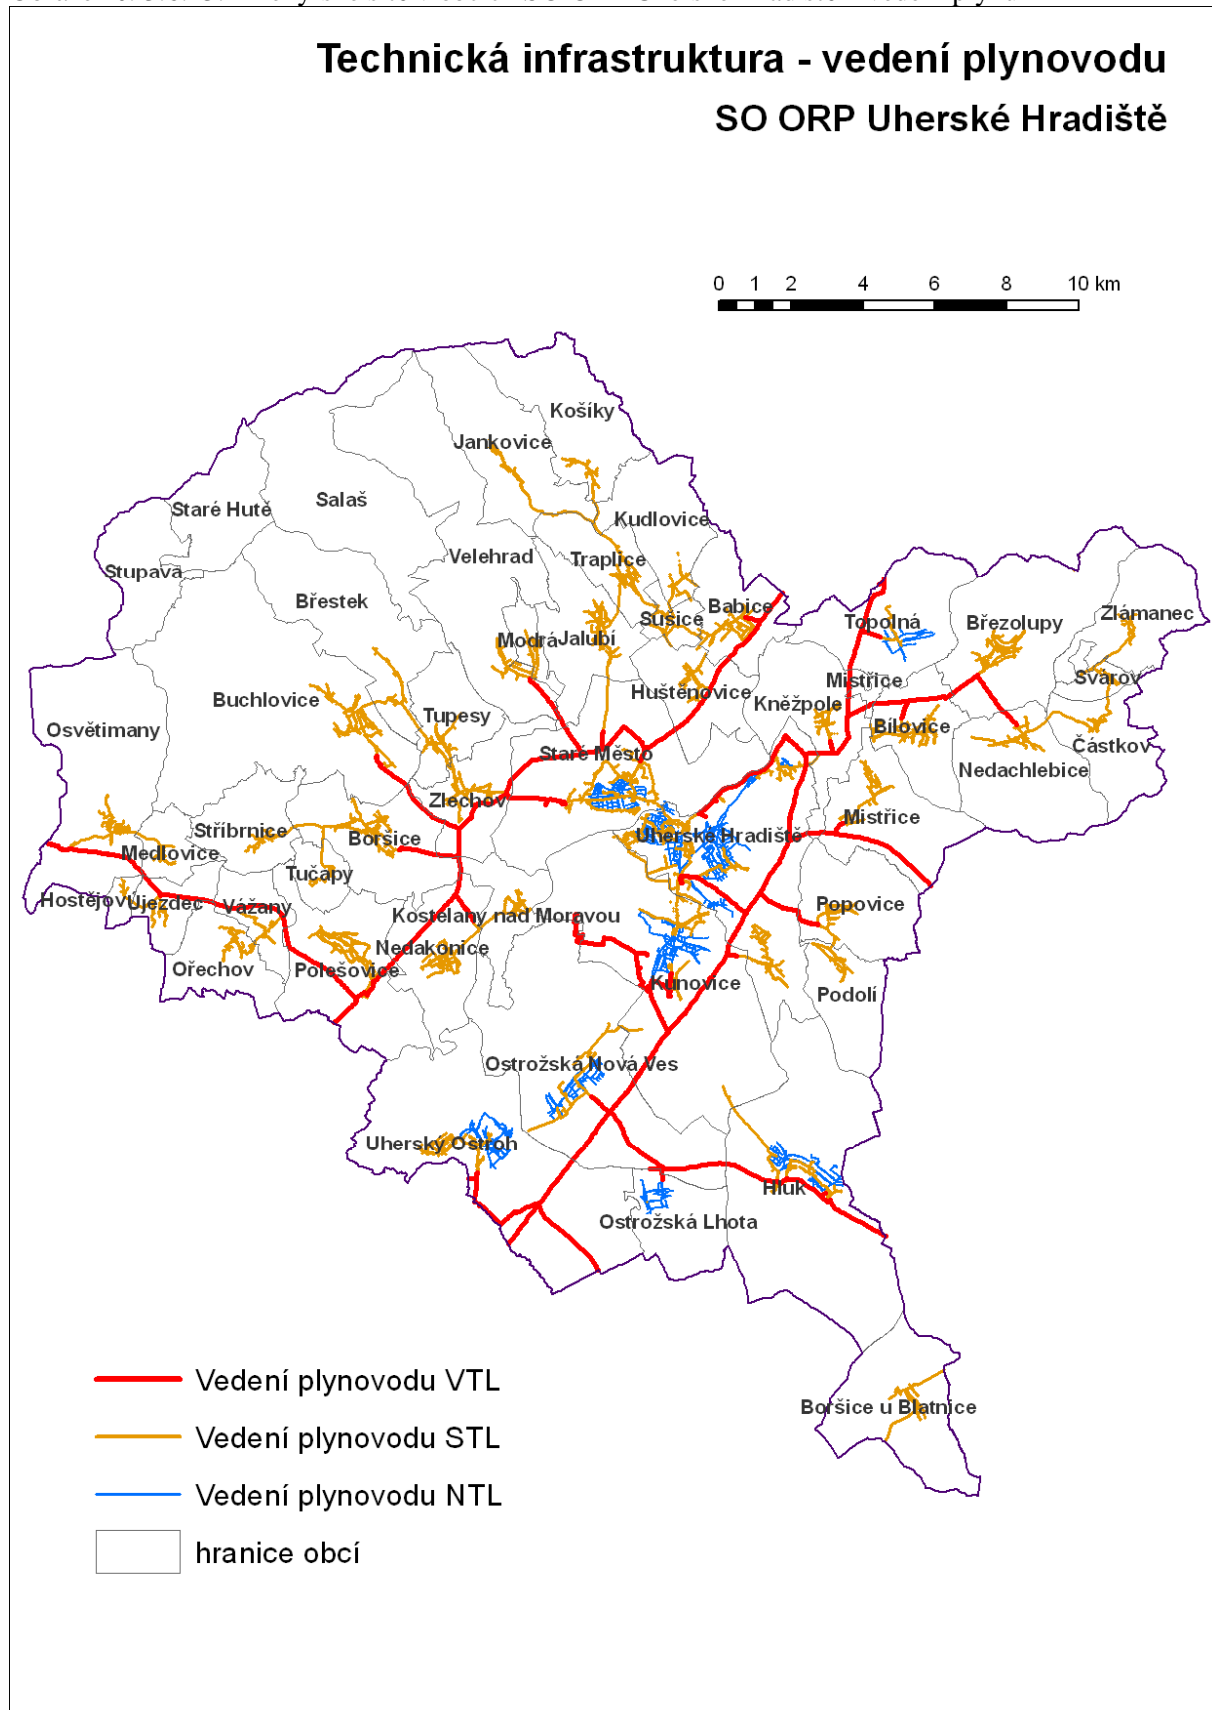 Technická infrastruktura - vedení plynovodu
SO ORP Uherské Hradiště
0 1 2 4 6 8 10 km
Košíky
Jankovice
Salaš
Staré Hutě
Kudlovice
Velehrad
Traplice
Stupava
Břestek
Babice
Zlámanec
Sušice
Topolná
Březolupy
Modrá
Jalubí
Svárov
Mistřice
Huštěnovice
Buchlovice
Kněžpole
Tupesy
Bílovice
Osvětimany
Částkov
Staré Město
Nedachlebice
Zlechov
Mistřice
Stříbrnice
Uherské Hradiště
Boršice
Medlovice
Tučapy
Hostějov
Újezdec
Vážany
Popovice
Kostelany nad Moravou
Nedakonice
Ořechov
Polešovice
Kunovice
Podolí
Ostrožská Nová Ves
Uherský Ostroh
Hluk
Ostrožská Lhota
Boršice u Blatnice
Vedení plynovodu VTL
Vedení plynovodu STL
Vedení plynovodu NTL
hranice obcí